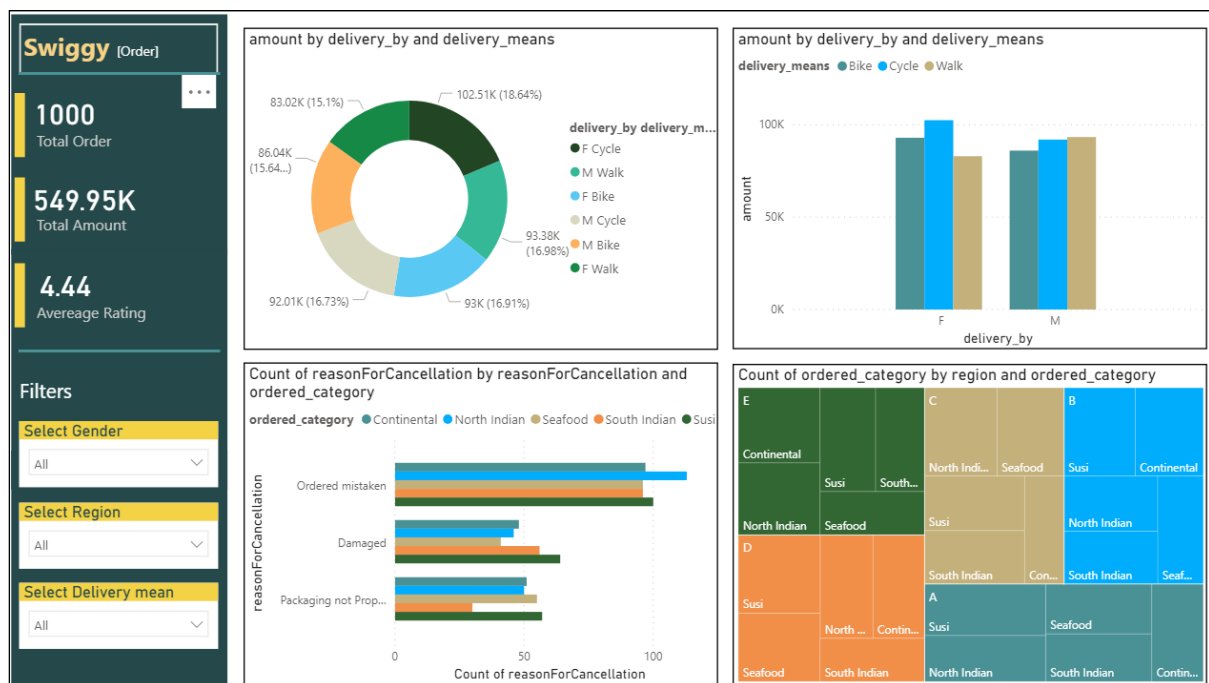 Swiggy [Order]
...
1000
Total Order
549.95K
Total Amount
4.44
Avereage Rating
Filters
Select Gender
All
Select Region
All
Select Delivery mean
All
amount by delivery_by and delivery_means
102.51K (18.64%)
93.38K
(16.98%)
93K (16.91%)
92.01K (16.73%)
86.04K
(15.64...)
83.02K (15.1%)
delivery_by delivery_m...
F Cycle
M Walk
F Bike
M Cycle
M Bike
F Walk
amount by delivery_by and delivery_means
delivery_means Bike Cycle Walk
amount
100K
50K
0K
F M
delivery_by
Count of reasonForCancellation by reasonForCancellation and
ordered_category
ordered_category Continental North Indian Seafood South Indian Susi
reasonForCancellation
Ordered mistaken
Damaged
Packaging not Prop...
0 50 100
Count of reasonForCancellation
Count of ordered_category by region and ordered_category
E
Continental
North Indian
Susi
South...
Seafood
D
Susi
Seafood
North ...
Contin...
South Indian
C
North Indi...
Seafood
Susi
South Indian
Con...
B
Susi
Continental
North Indian
South Indian
Seaf...
A
Susi
North Indian
Seafood
South Indian
Contin...